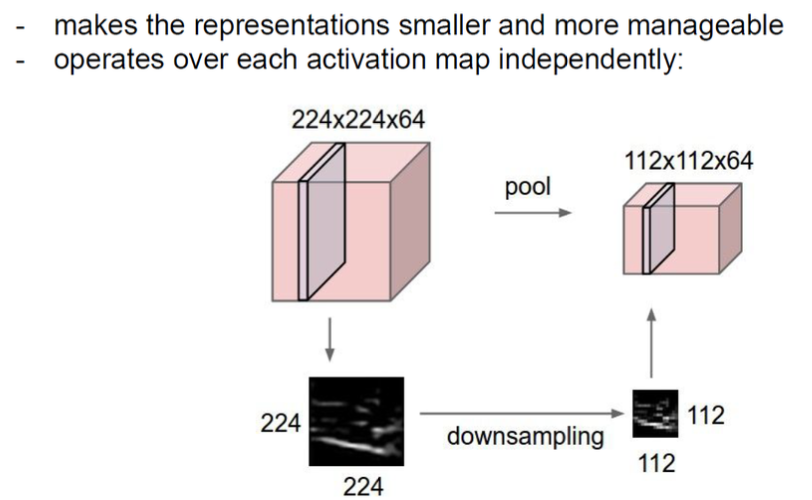 - makes the representations smaller and more manageable
- operates over each activation map independently:
224x224x64
112x112x64
pool
224
downsampling
112
112
224